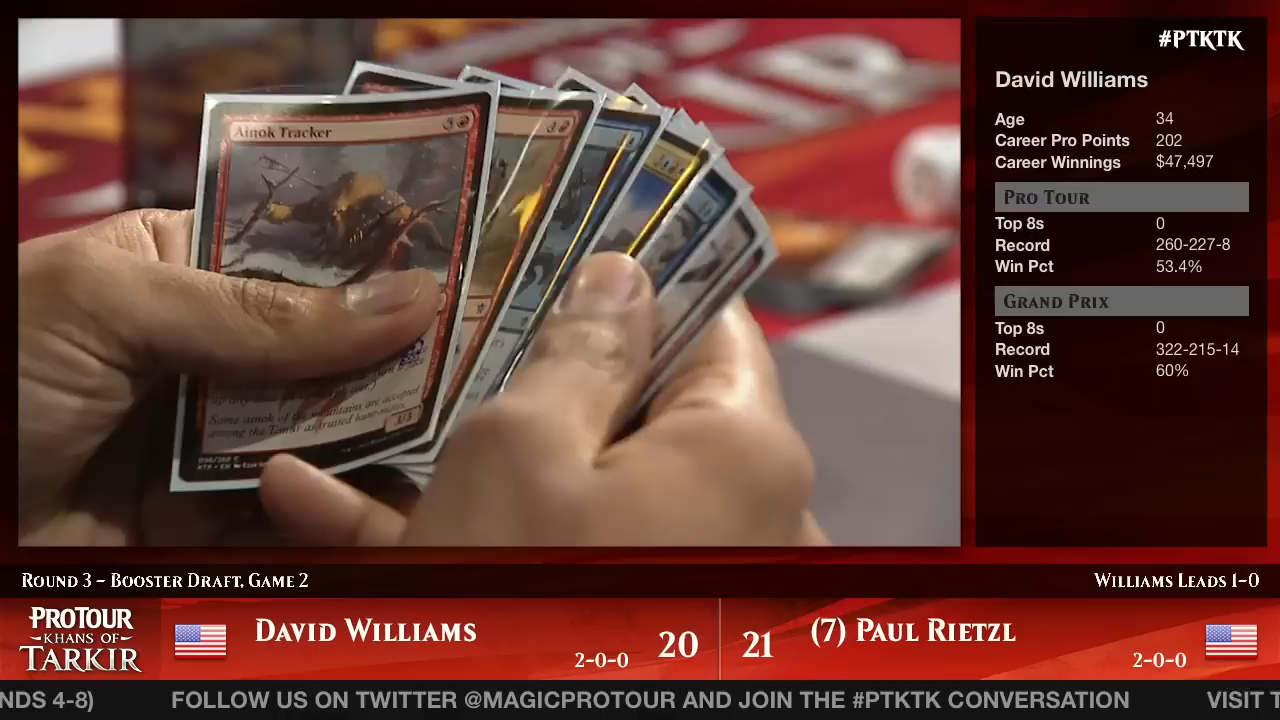 Ainok Tracker
Some ainok of the mountains are accepted
among the Temur as trusted hunt-mates.
3/3
#PTKTK
David Williams
Age 34
Career Pro Points 202
Career Winnings $47,497
PRO TOUR
Top 8s 0
Record 260-227-8
Win Pct 53.4%
GRAND PRIX
Top 8s 0
Record 322-215-14
Win Pct 60%
ROUND 3 – BOOSTER DRAFT, GAME 2
WILLIAMS LEADS 1-0
PROTOUR
KHANS OF
TARKIR
DAVID WILLIAMS
2-0-0
20
21
(7) PAUL RIETZL
2-0-0
NDS 4-8) FOLLOW US ON TWITTER @MAGICPROTOUR AND JOIN THE #PTKTK CONVERSATION VISIT T